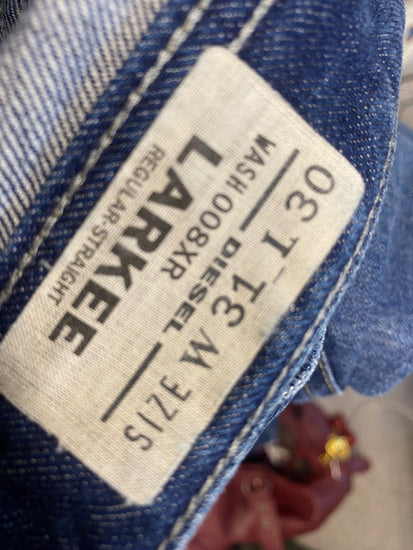 WASH 008XR
LARKEE
REGULAR-STRAIGHT
DIESEL
SIZE W 31 L 30